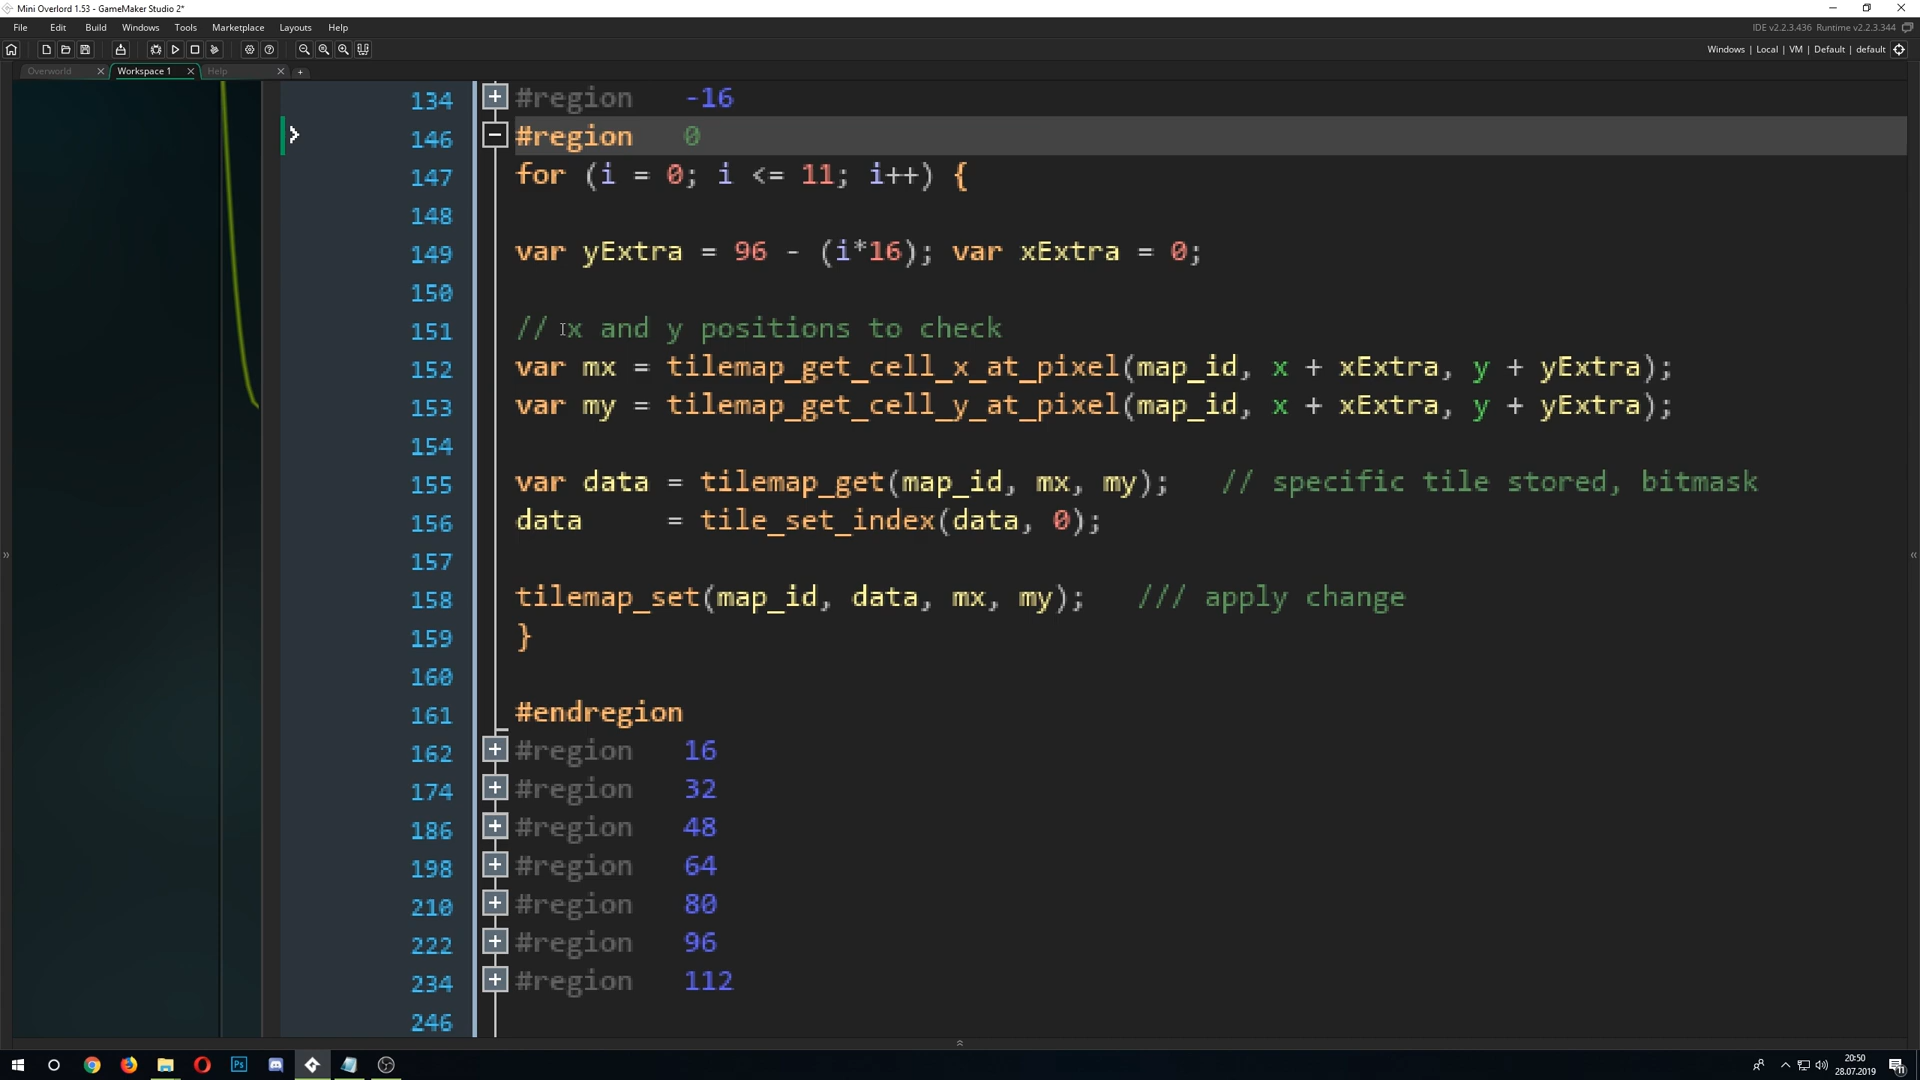 Mini Overlord 1.53 - GameMaker Studio 2*
File Edit Build Windows Tools Marketplace Layouts Help
IDE v2.2.3.436 Runtime v2.2.3.344
Windows | Local | VM | Default | default
Overworld Workspace 1 Help
134 #region -16
146 #region 0
147 for (i = 0; i <= 11; i++) {
148
149 var yExtra = 96 - (i*16); var xExtra = 0;
150
151 // x and y positions to check
152 var mx = tilemap_get_cell_x_at_pixel(map_id, x + xExtra, y + yExtra);
153 var my = tilemap_get_cell_y_at_pixel(map_id, x + xExtra, y + yExtra);
154
155 var data = tilemap_get(map_id, mx, my); // specific tile stored, bitmask
156 data = tile_set_index(data, 0);
157
158 tilemap_set(map_id, data, mx, my); /// apply change
159 }
160
161 #endregion
162 #region 16
174 #region 32
186 #region 48
198 #region 64
210 #region 80
222 #region 96
234 #region 112
246
Ps
20:50
28.07.2019